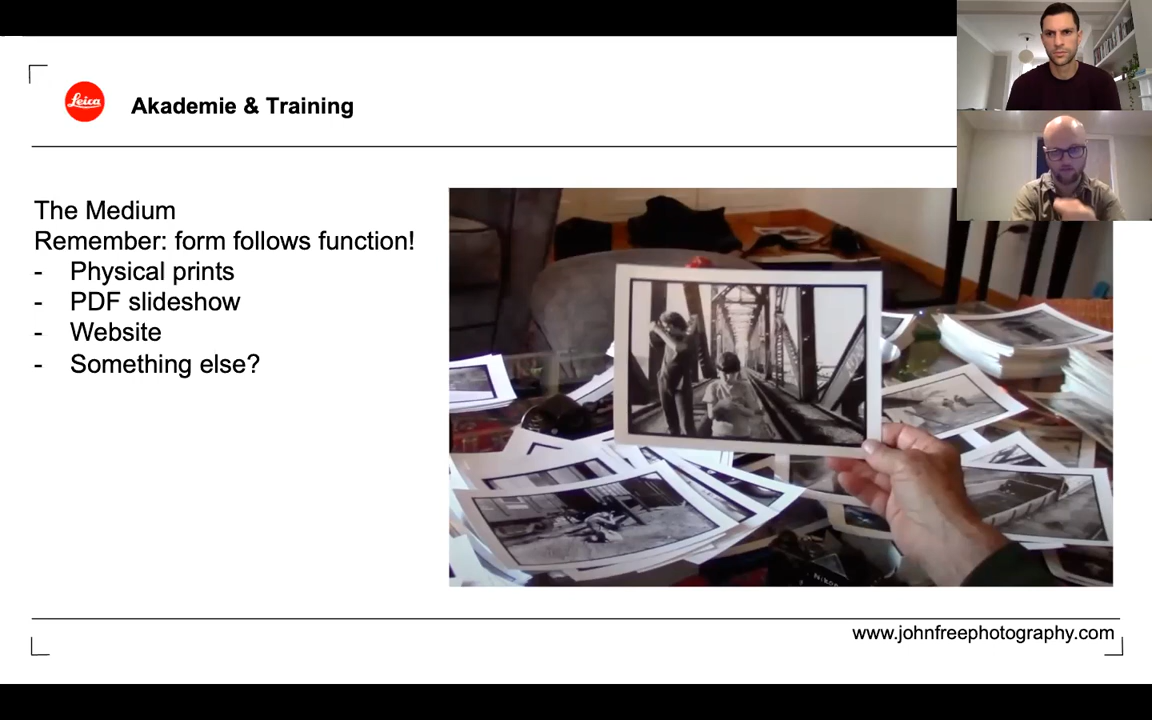 Leica
Akademie & Training
The Medium
Remember: form follows function!
- Physical prints
- PDF slideshow
- Website
- Something else?
Nikon
www.johnfreephotography.com